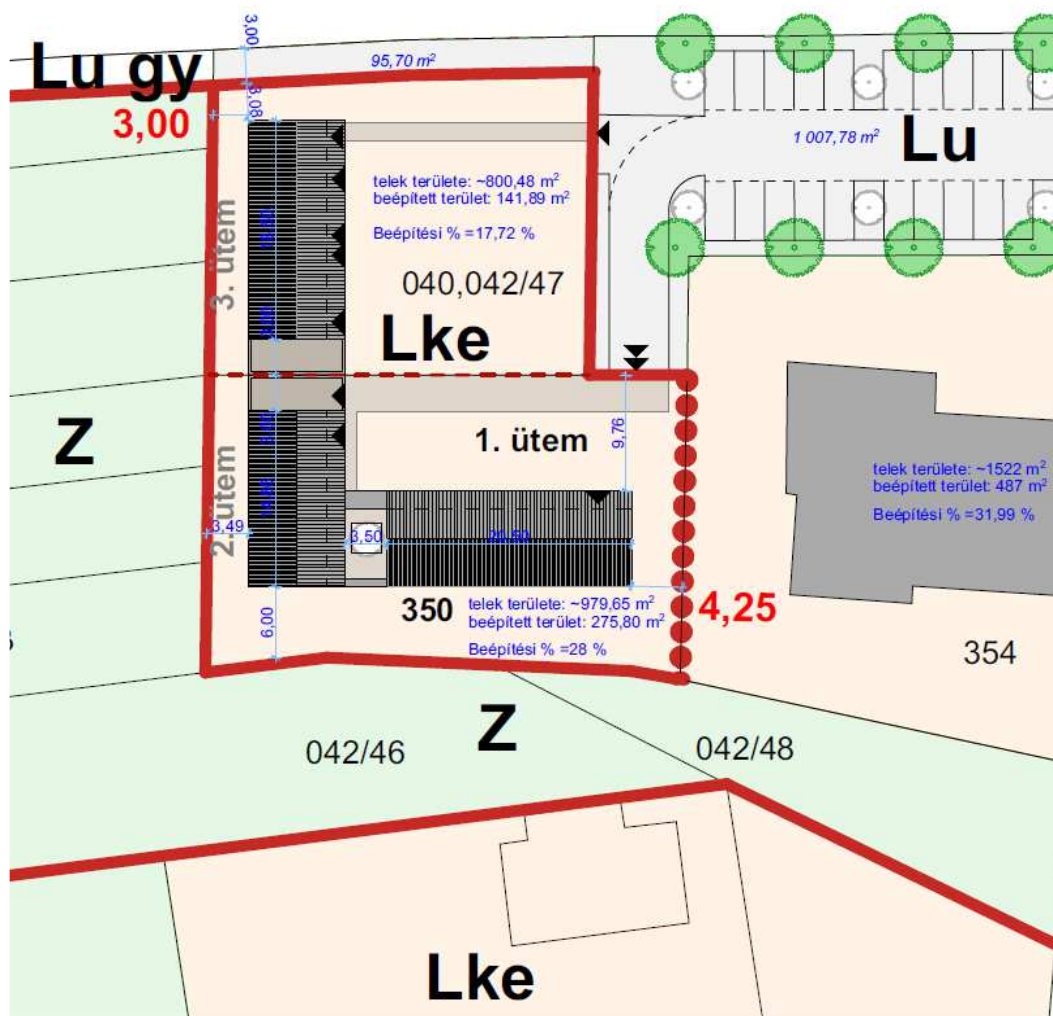 3,00
Lu gy
95,70 m²
3,00
3,08
1 007,78 m²
Lu
telek területe: ~800,48 m²
beépített terület: 141,89 m²
Beépítési % =17,72 %
3. ütem
040,042/47
Lke
Z
1. ütem
9,76
2. ütem
3,49
3,50
20,50
telek területe: ~1522 m²
beépített terület: 487 m²
Beépítési % =31,99 %
6,00
350
telek területe: ~979,65 m²
beépített terület: 275,80 m²
Beépítési % =28 %
4,25
354
Z
042/46
042/48
Lke